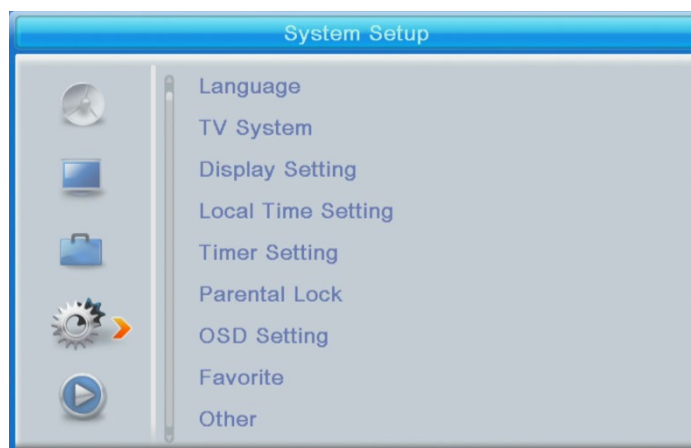 System Setup
Language
TV System
Display Setting
Local Time Setting
Timer Setting
Parental Lock
OSD Setting
Favorite
Other